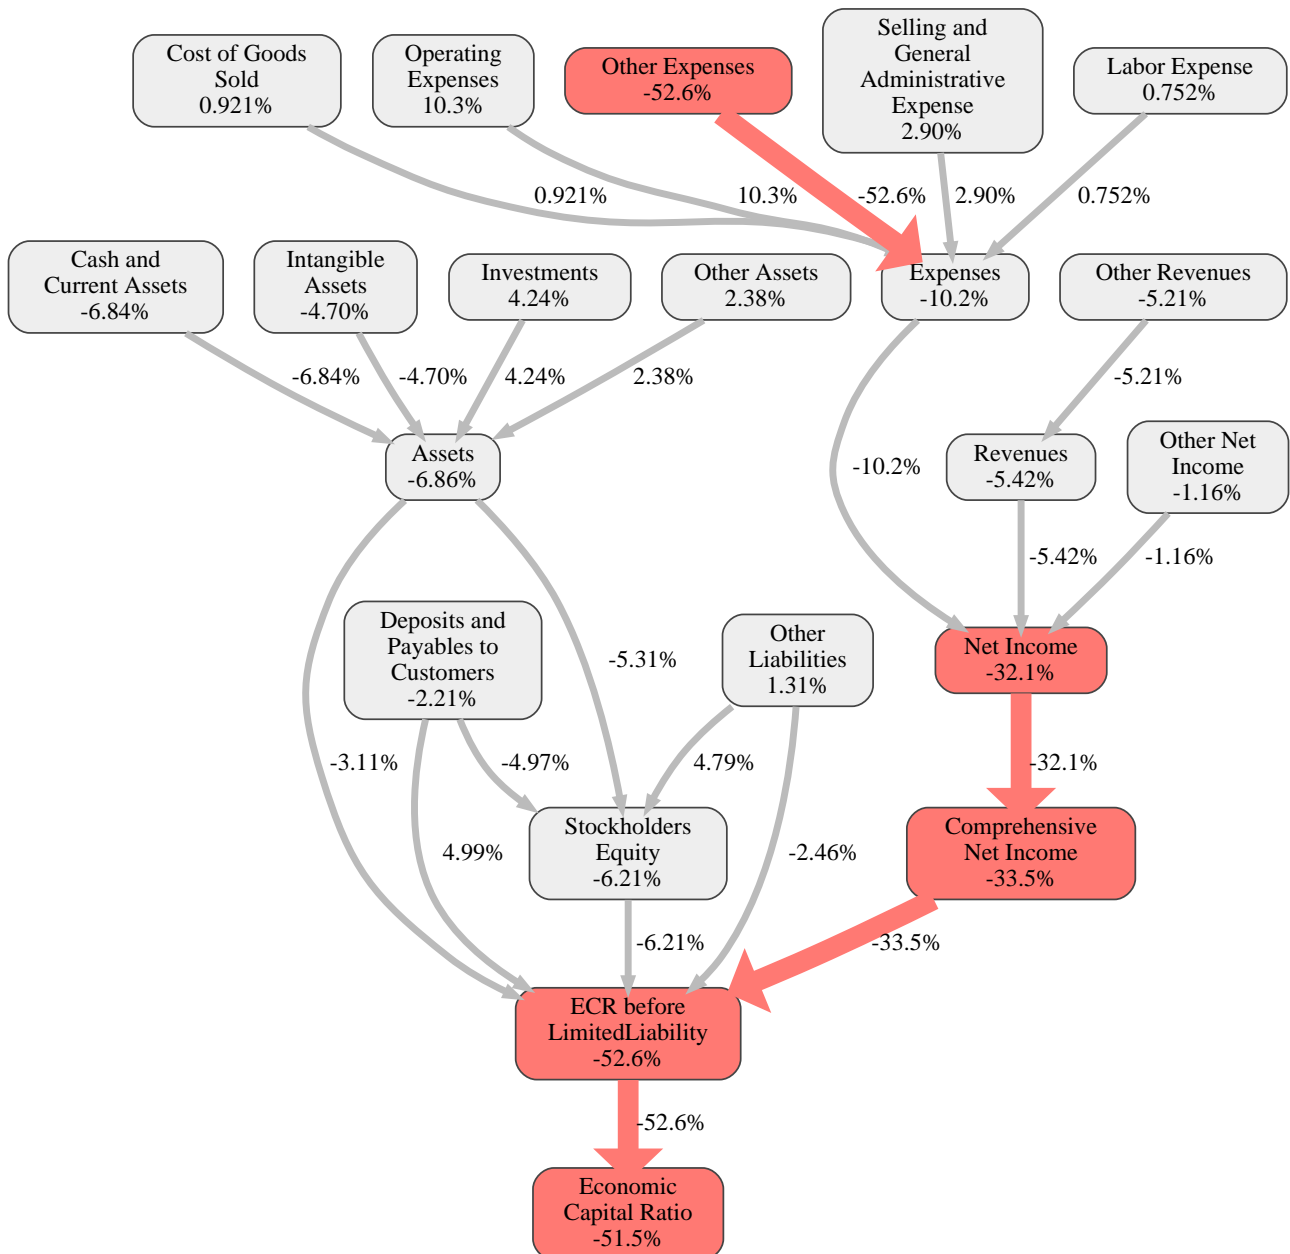 Cost of Goods
Sold
0.921%
Operating
Expenses
10.3%
Other Expenses
-52.6%
Selling and
General
Administrative
Expense
2.90%
Labor Expense
0.752%
0.921%
10.3%
-52.6%
2.90%
0.752%
Cash and
Current Assets
-6.84%
Intangible
Assets
-4.70%
Investments
4.24%
Other Assets
2.38%
Expenses
-10.2%
Other Revenues
-5.21%
-6.84%
-4.70%
4.24%
2.38%
-5.21%
Assets
-6.86%
-10.2%
Revenues
-5.42%
Other Net
Income
-1.16%
-5.42%
-1.16%
Deposits and
Payables to
Customers
-2.21%
-5.31%
Other
Liabilities
1.31%
Net Income
-32.1%
-3.11%
-4.97%
4.79%
-32.1%
4.99%
Stockholders
Equity
-6.21%
-2.46%
Comprehensive
Net Income
-33.5%
-6.21%
-33.5%
ECR before
LimitedLiability
-52.6%
-52.6%
Economic
Capital Ratio
-51.5%